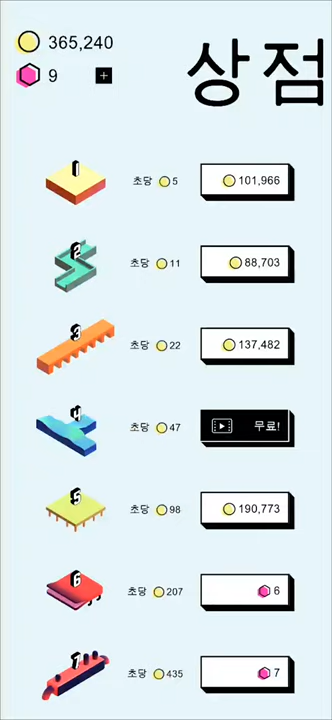 365,240
상점
9 +
1 초당 5 101,966
2 초당 11 88,703
3 초당 22 137,482
4 초당 47 무료!
5 초당 98 190,773
6 초당 207 6
7 초당 435 7